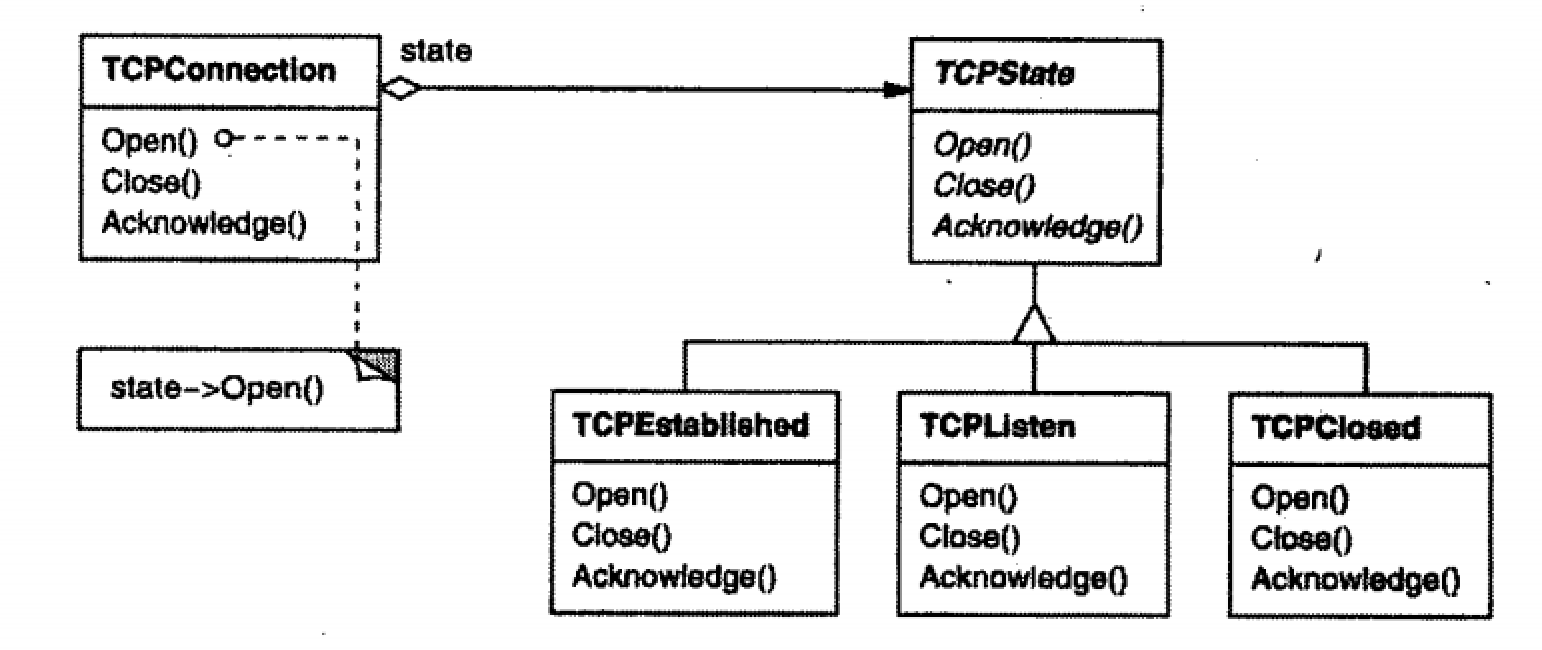 TCPConnection
Open()
Close()
Acknowledge()
state
TCPState
Open()
Close()
Acknowledge()
state->Open()
TCPEstablished
Open()
Close()
Acknowledge()
TCPListen
Open()
Close()
Acknowledge()
TCPClosed
Open()
Close()
Acknowledge()